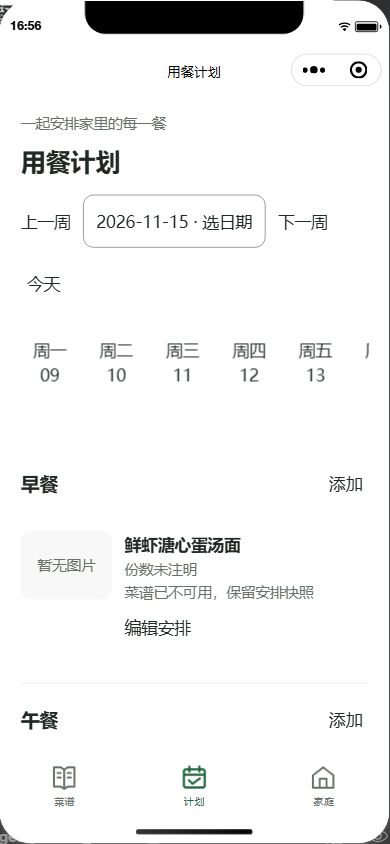 16:56
用餐计划
一起安排家里的每一餐
用餐计划
上一周 2026-11-15 · 选日期 下一周
今天
周一 周二 周三 周四 周五
09 10 11 12 13
早餐 添加
暂无图片
鲜虾溏心蛋汤面
份数未注明
菜谱已不可用，保留安排快照
编辑安排
午餐 添加
菜谱 计划 家庭